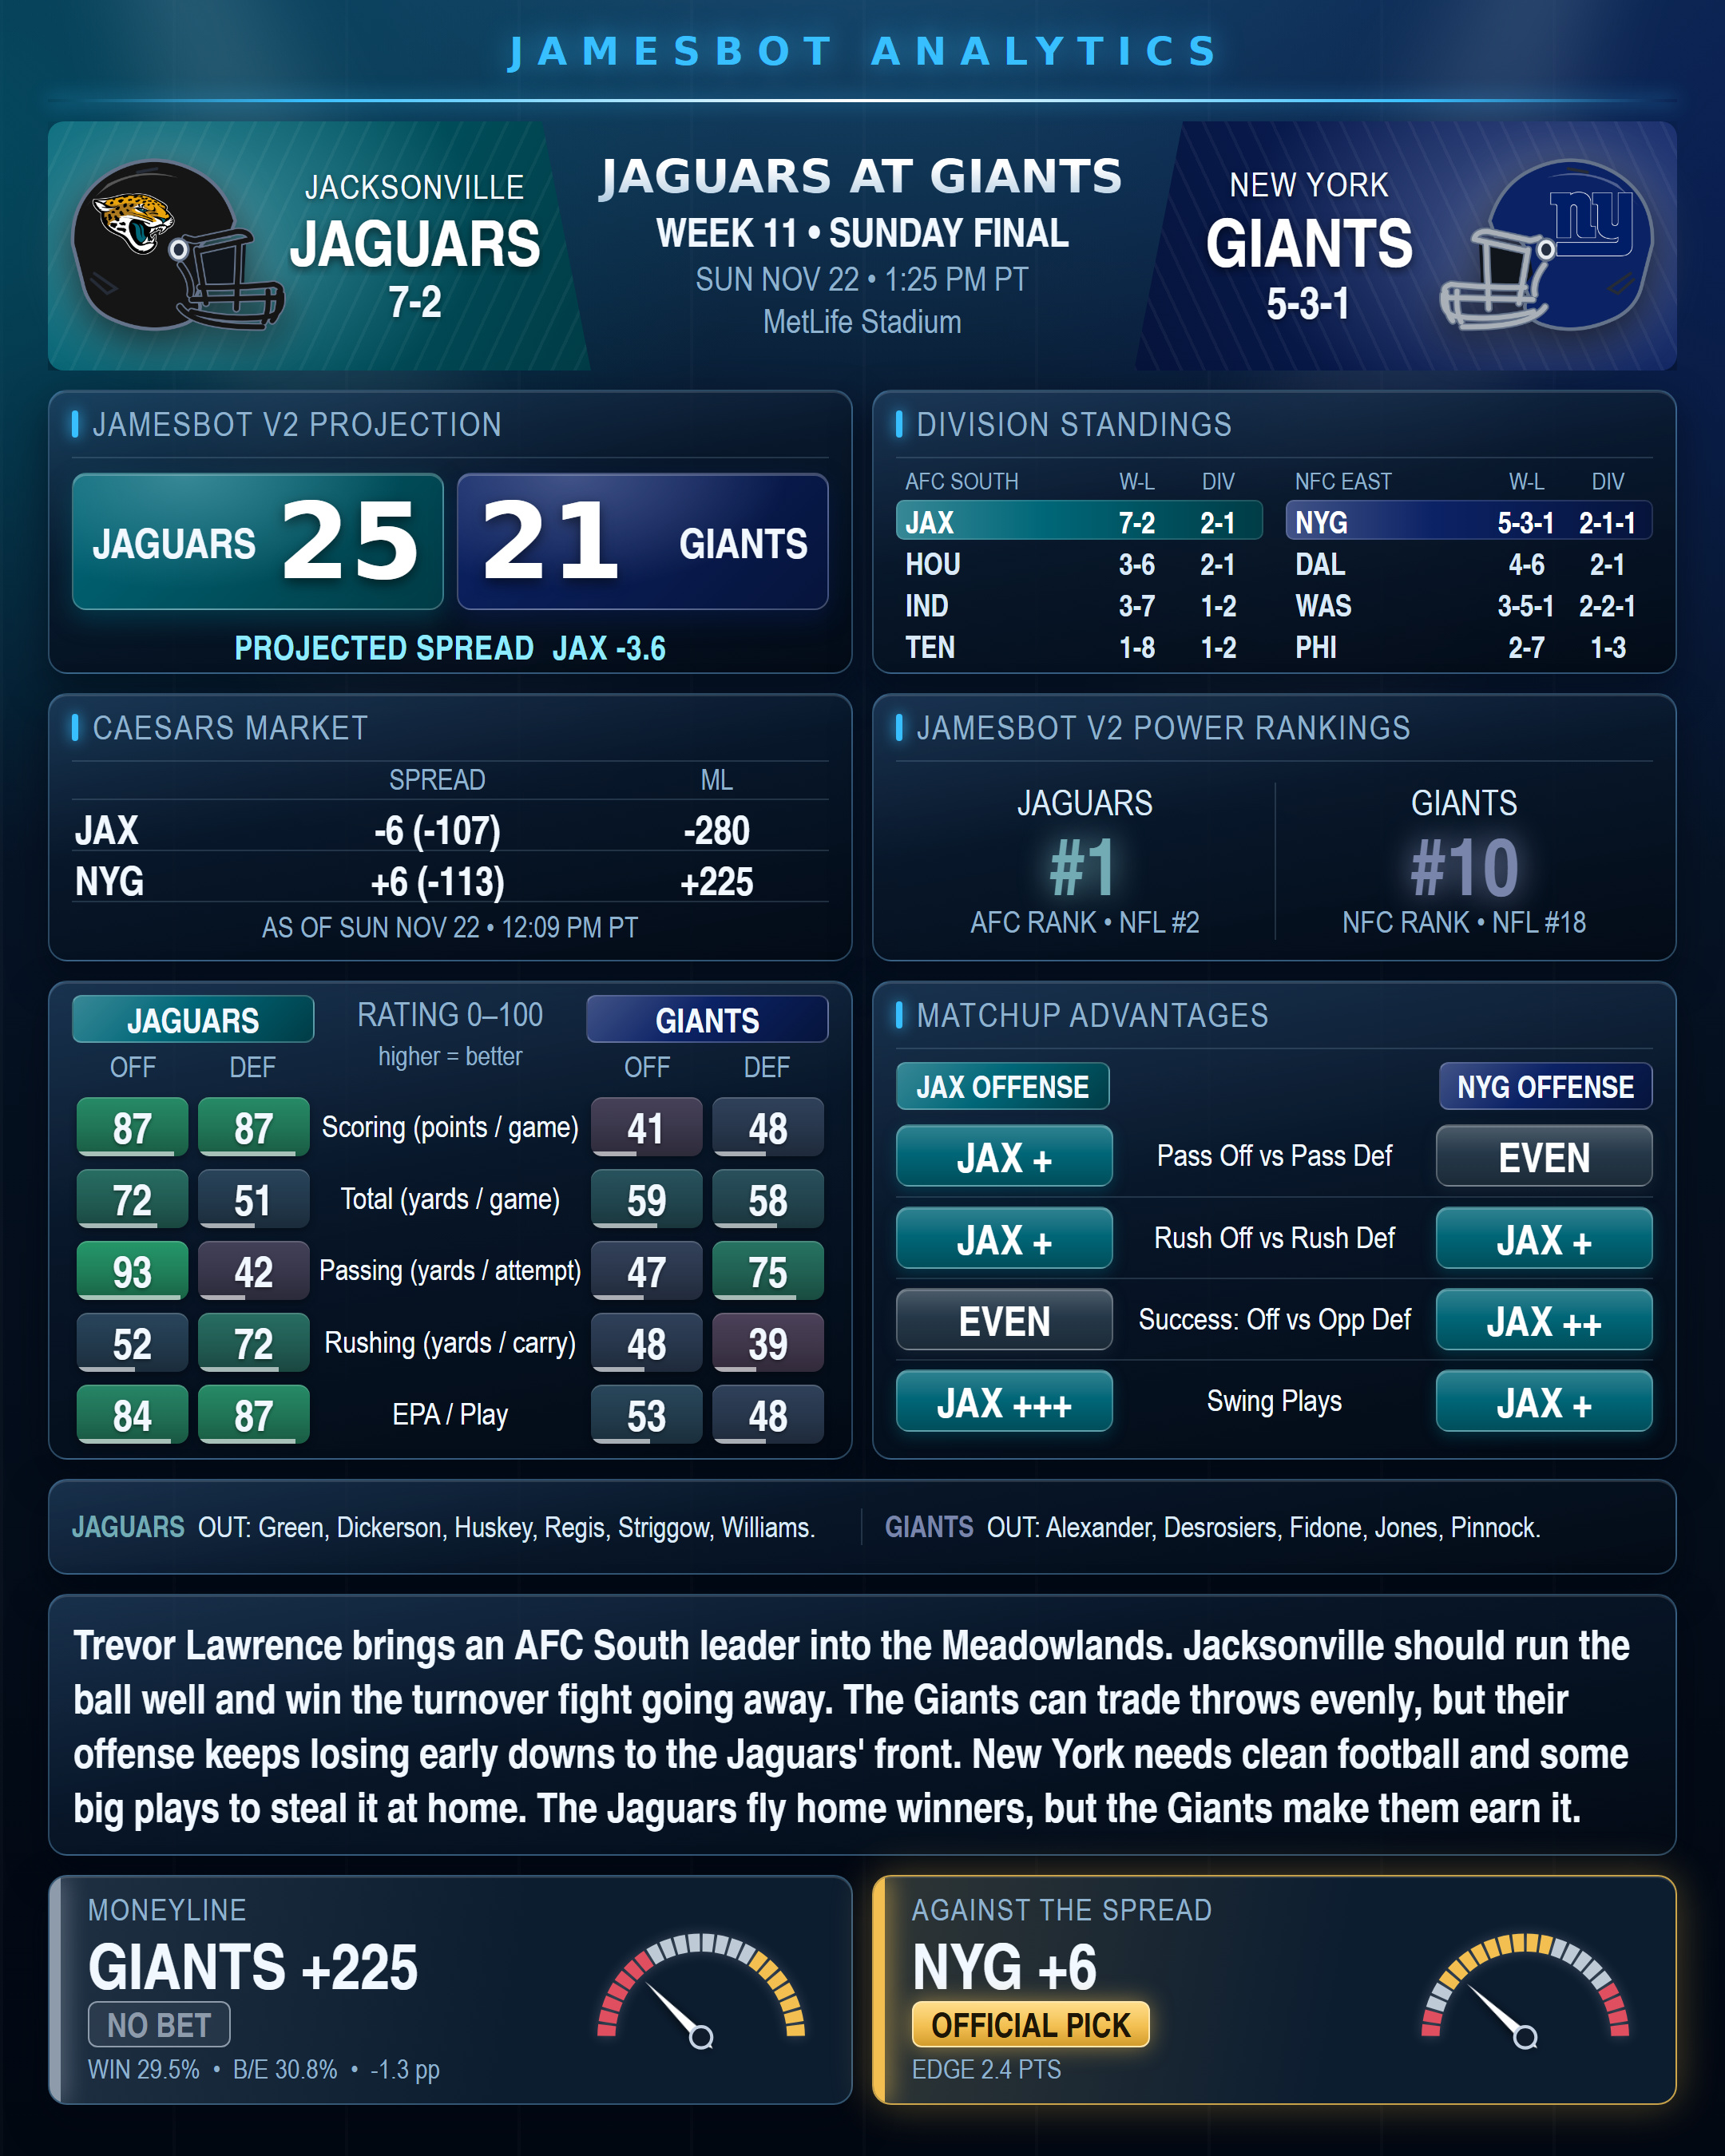 JAMESBOT ANALYTICS
JACKSONVILLE
JAGUARS
7-2
JAGUARS AT GIANTS
WEEK 11 • SUNDAY FINAL
SUN NOV 22 • 1:25 PM PT
MetLife Stadium
NEW YORK
GIANTS
5-3-1
ny
JAMESBOT V2 PROJECTION
JAGUARS 25
21 GIANTS
PROJECTED SPREAD JAX -3.6
DIVISION STANDINGS
AFC SOUTH W-L DIV
JAX 7-2 2-1
HOU 3-6 2-1
IND 3-7 1-2
TEN 1-8 1-2
NFC EAST W-L DIV
NYG 5-3-1 2-1-1
DAL 4-6 2-1
WAS 3-5-1 2-2-1
PHI 2-7 1-3
CAESARS MARKET
SPREAD ML
JAX -6 (-107) -280
NYG +6 (-113) +225
AS OF SUN NOV 22 • 12:09 PM PT
JAMESBOT V2 POWER RANKINGS
JAGUARS
#1
AFC RANK • NFL #2
GIANTS
#10
NFC RANK • NFL #18
JAGUARS RATING 0–100 GIANTS
OFF DEF higher = better OFF DEF
87 87 Scoring (points / game) 41 48
72 51 Total (yards / game) 59 58
93 42 Passing (yards / attempt) 47 75
52 72 Rushing (yards / carry) 48 39
84 87 EPA / Play 53 48
MATCHUP ADVANTAGES
JAX OFFENSE NYG OFFENSE
JAX + Pass Off vs Pass Def EVEN
JAX + Rush Off vs Rush Def JAX +
EVEN Success: Off vs Opp Def JAX ++
JAX +++ Swing Plays JAX +
JAGUARS OUT: Green, Dickerson, Huskey, Regis, Striggow, Williams.
GIANTS OUT: Alexander, Desrosiers, Fidone, Jones, Pinnock.
Trevor Lawrence brings an AFC South leader into the Meadowlands. Jacksonville should run the
ball well and win the turnover fight going away. The Giants can trade throws evenly, but their
offense keeps losing early downs to the Jaguars' front. New York needs clean football and some
big plays to steal it at home. The Jaguars fly home winners, but the Giants make them earn it.
MONEYLINE
GIANTS +225
NO BET
WIN 29.5% • B/E 30.8% • -1.3 pp
AGAINST THE SPREAD
NYG +6
OFFICIAL PICK
EDGE 2.4 PTS